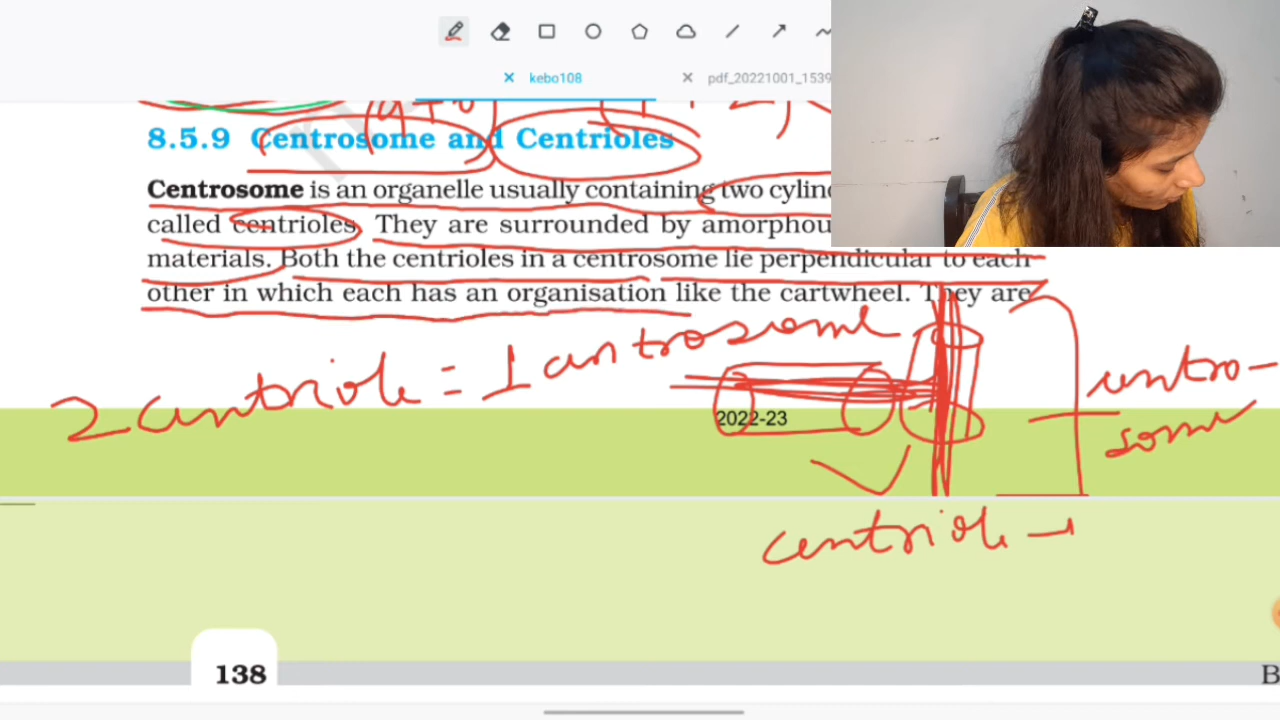 kebo108
pdf_20221001_1539
8.5.9 Centrosome and Centrioles
Centrosome is an organelle usually containing two cylin
called centrioles. They are surrounded by amorphou
materials. Both the centrioles in a centrosome lie perpendicular to each
other in which each has an organisation like the cartwheel. They are
2 centriole = 1 centrosome
centro-
some
2022-23
centriole
138
B